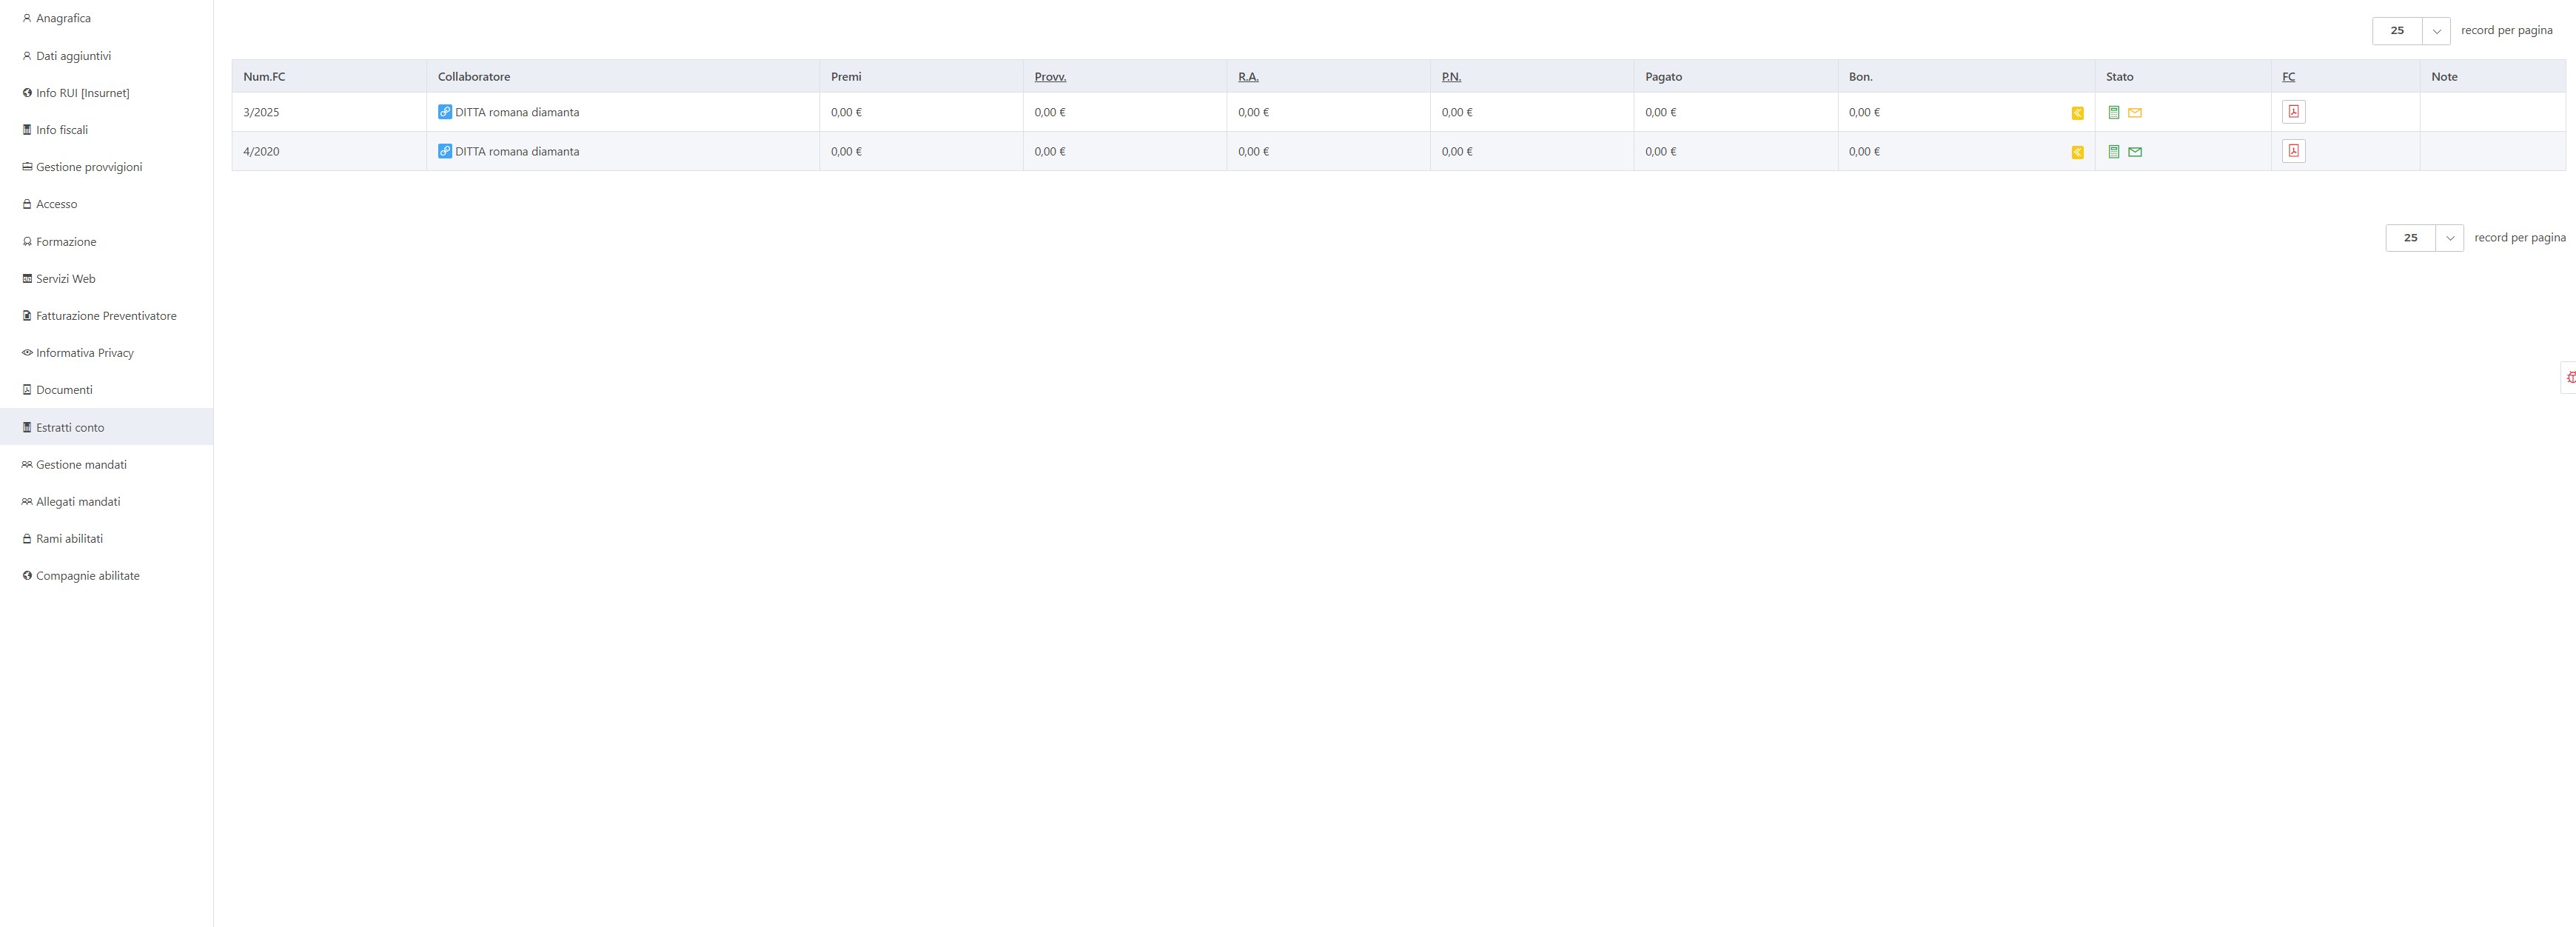 Anagrafica
Dati aggiuntivi
Info RUI [Insurnet]
Info fiscali
Gestione provvigioni
Accesso
Formazione
Servizi Web
Fatturazione Preventivatore
Informativa Privacy
Documenti
Estratti conto
Gestione mandati
Allegati mandati
Rami abilitati
Compagnie abilitate
25 record per pagina
Num.FC Collaboratore Premi Provv. R.A. P.N. Pagato Bon. Stato FC Note
3/2025 DITTA romana diamanta 0,00 € 0,00 € 0,00 € 0,00 € 0,00 € 0,00 €
4/2020 DITTA romana diamanta 0,00 € 0,00 € 0,00 € 0,00 € 0,00 € 0,00 €
25 record per pagina